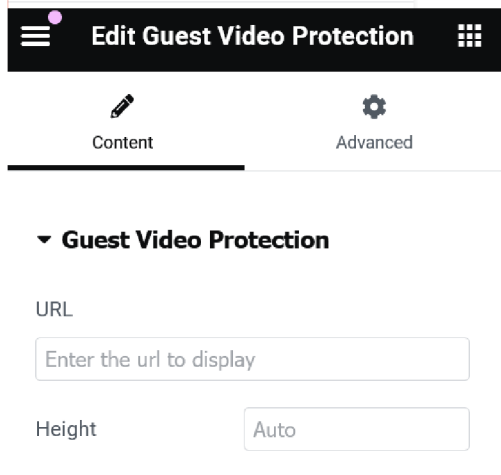 Edit Guest Video Protection
Content
Advanced
Guest Video Protection
URL
Enter the url to display
Height
Auto